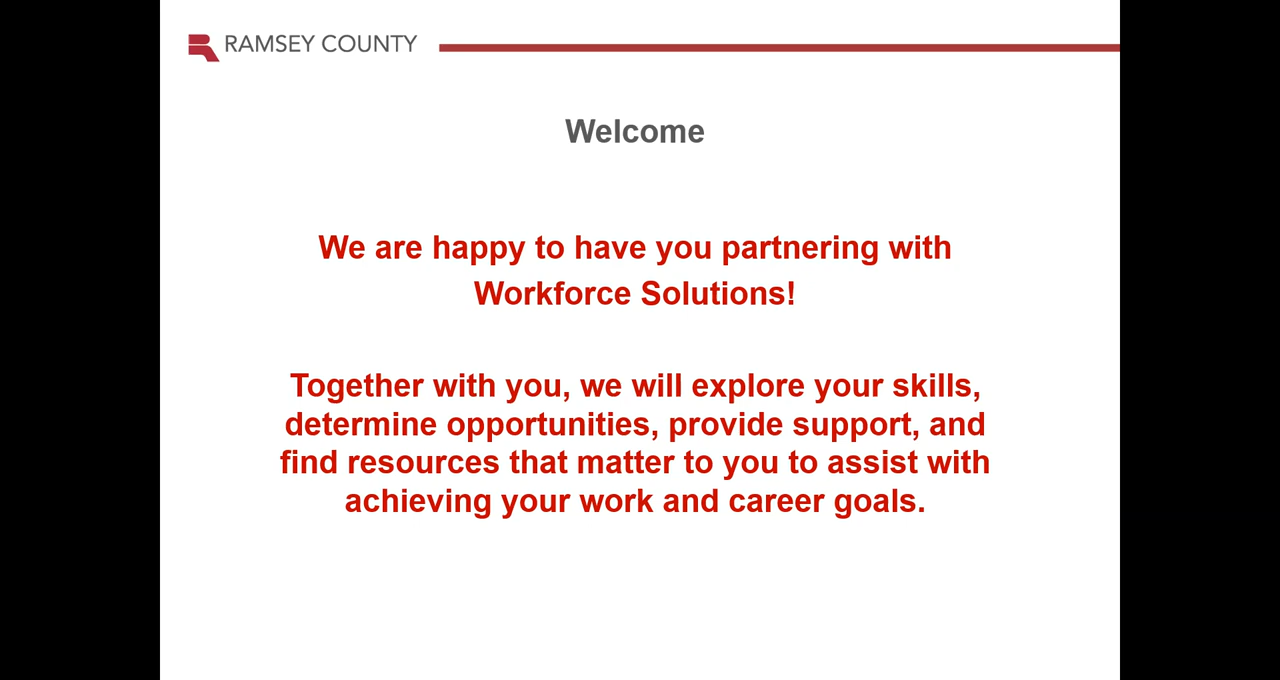 RAMSEY COUNTY
Welcome
We are happy to have you partnering with
Workforce Solutions!
Together with you, we will explore your skills,
determine opportunities, provide support, and
find resources that matter to you to assist with
achieving your work and career goals.